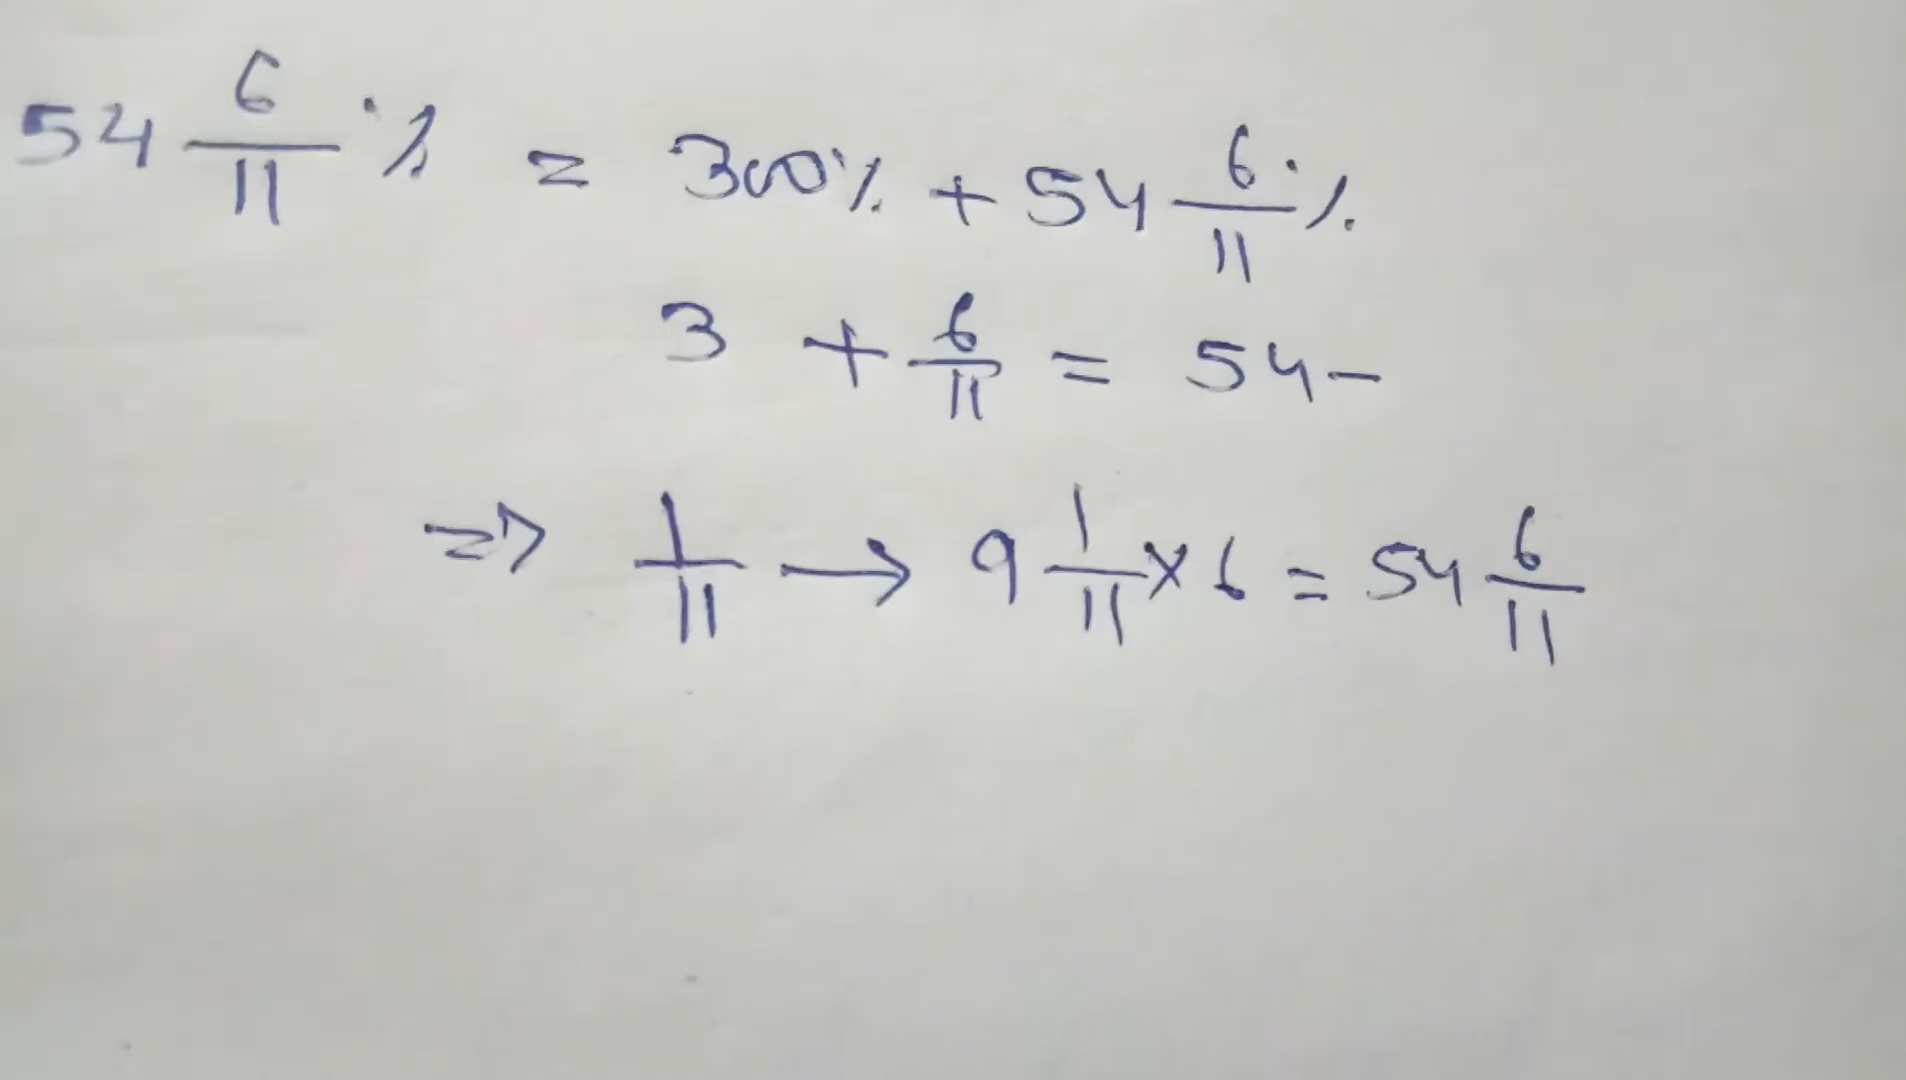 54 6/11 % = 300% + 54 6/11 %
3 + 6/11 = 54-
=> 1/11 → 9 1/11 × 6 = 54 6/11